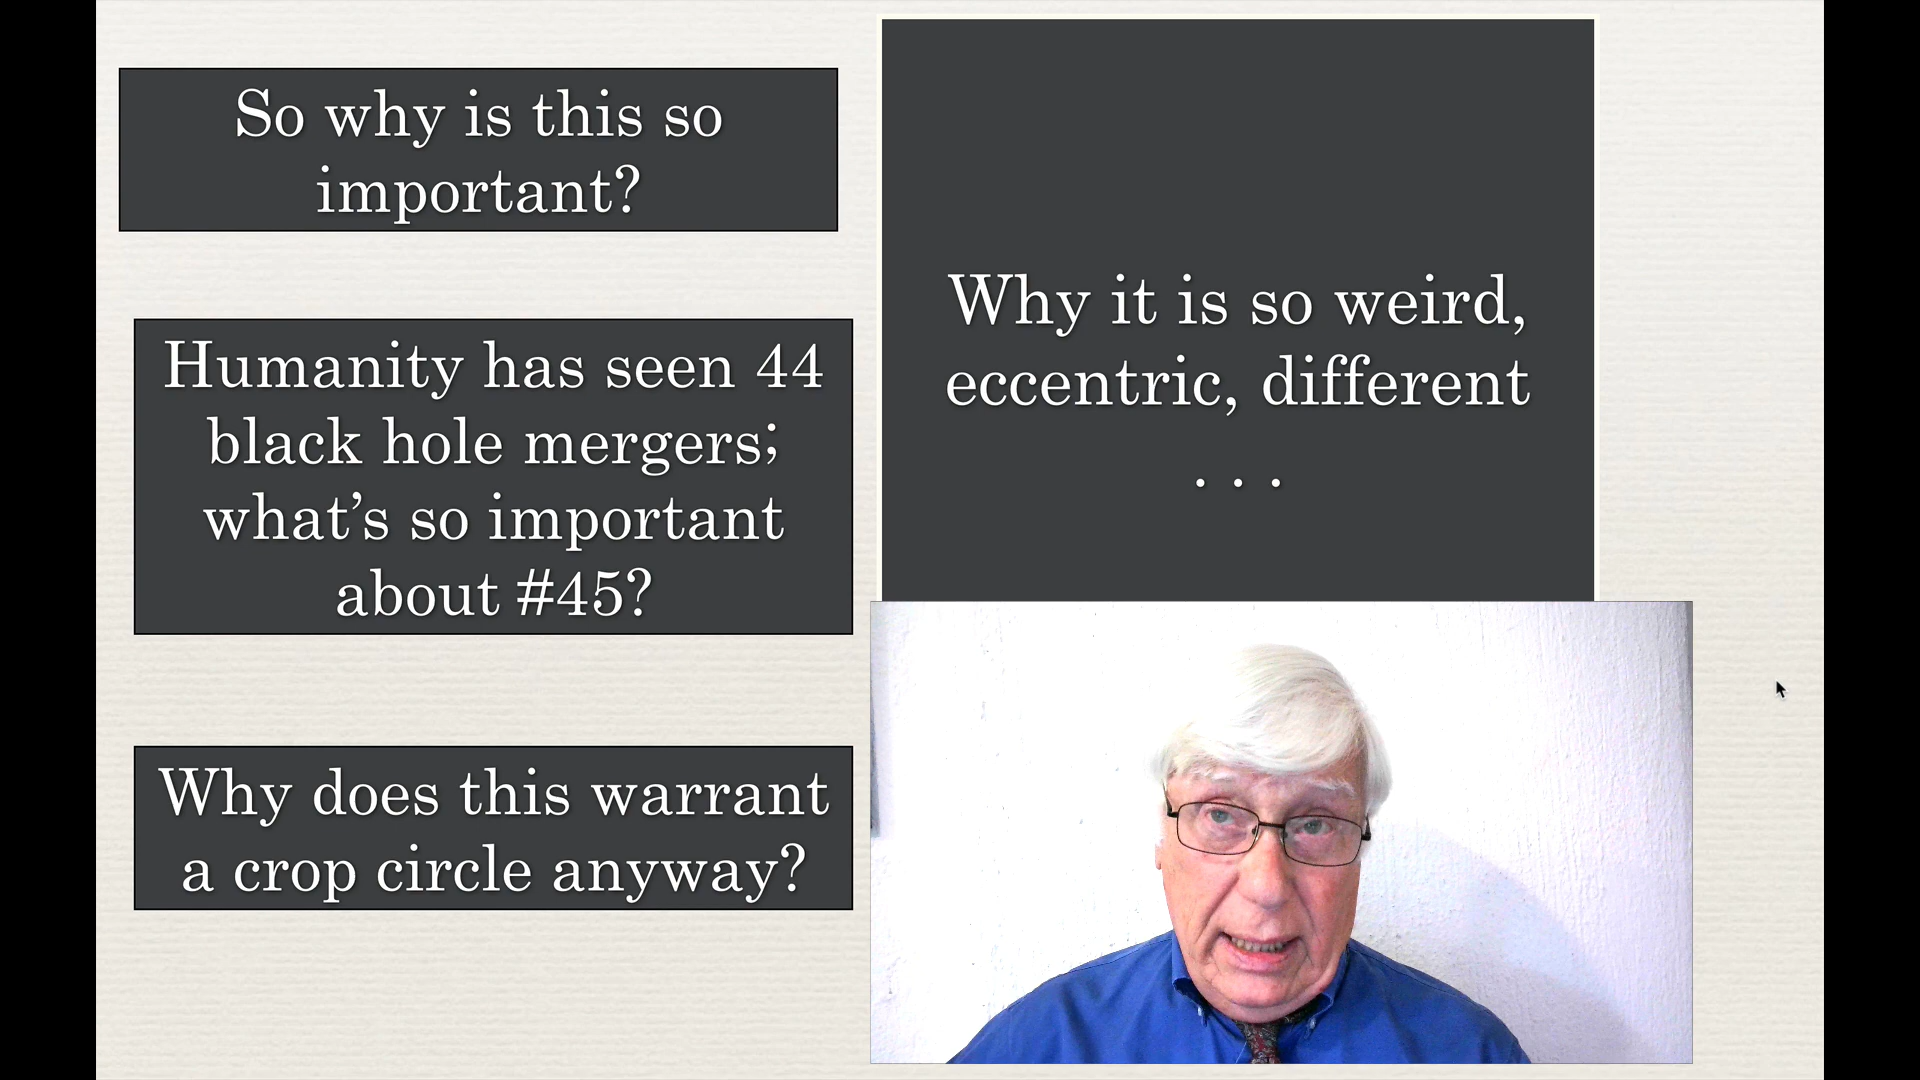 So why is this so
important?
Humanity has seen 44
black hole mergers;
what’s so important
about #45?
Why does this warrant
a crop circle anyway?
Why it is so weird,
eccentric, different
. . .